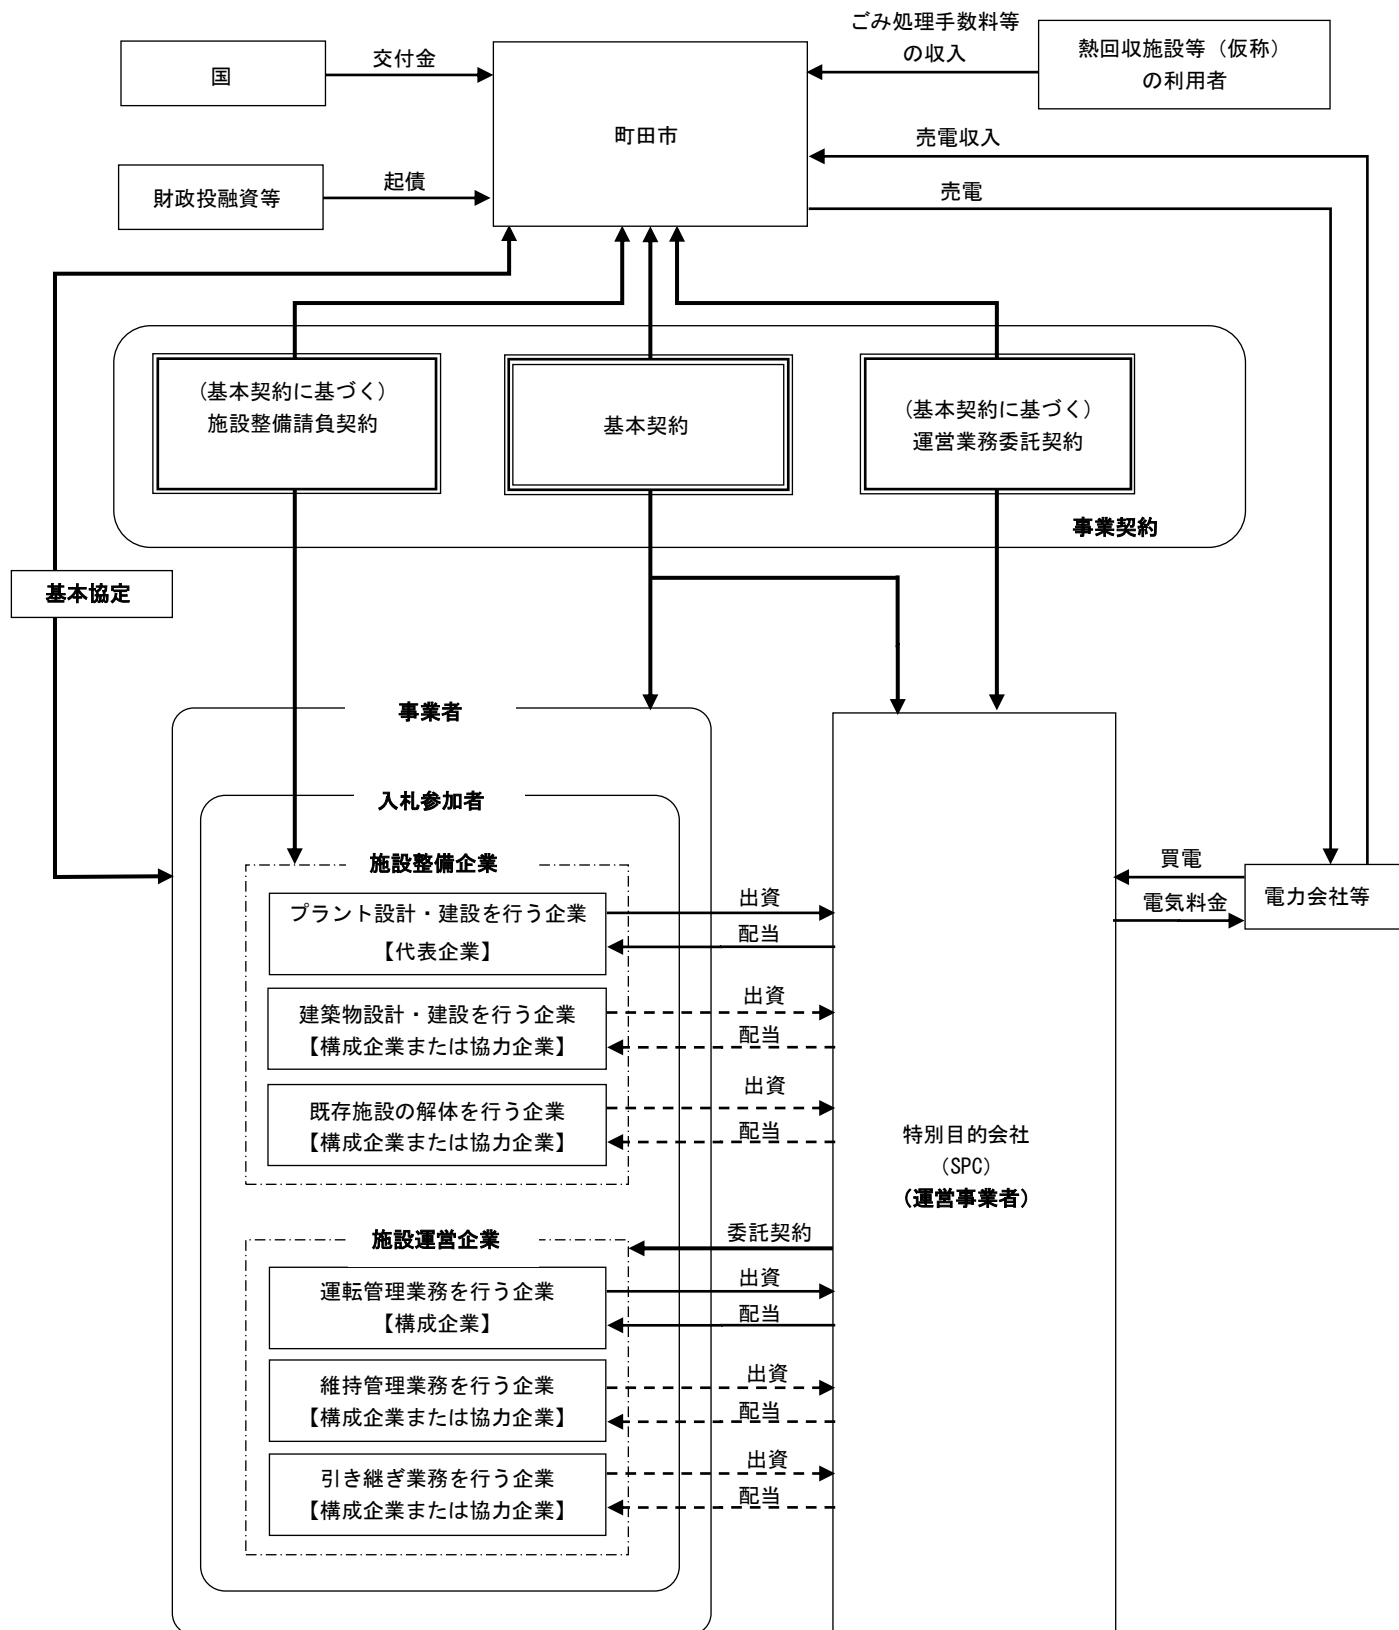 国
交付金
町田市
ごみ処理手数料等
の収入
熱回収施設等（仮称）
の利用者
財政投融資等
起債
売電収入
売電
(基本契約に基づく)
施設整備請負契約
基本契約
(基本契約に基づく)
運営業務委託契約
事業契約
基本協定
事業者
入札参加者
施設整備企業
プラント設計・建設を行う企業
【代表企業】
出資
配当
建築物設計・建設を行う企業
【構成企業または協力企業】
出資
配当
既存施設の解体を行う企業
【構成企業または協力企業】
出資
配当
特別目的会社
（SPC）
（運営事業者）
買電
電気料金
電力会社等
施設運営企業
委託契約
運転管理業務を行う企業
【構成企業】
出資
配当
維持管理業務を行う企業
【構成企業または協力企業】
出資
配当
引き継ぎ業務を行う企業
【構成企業または協力企業】
出資
配当